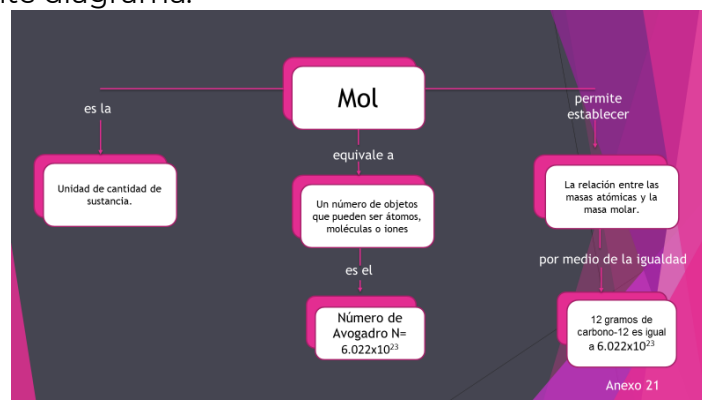 diagrama.
Mol
es la
permite
establecer
equivale a
Unidad de cantidad de
sustancia.
Un número de objetos
que pueden ser átomos,
moléculas o iones
La relación entre las
masas atómicas y la
masa molar.
es el
por medio de la igualdad
Número de
Avogadro N=
6.022x10²³
12 gramos de
carbono-12 es igual
a 6.022x10²³
Anexo 21